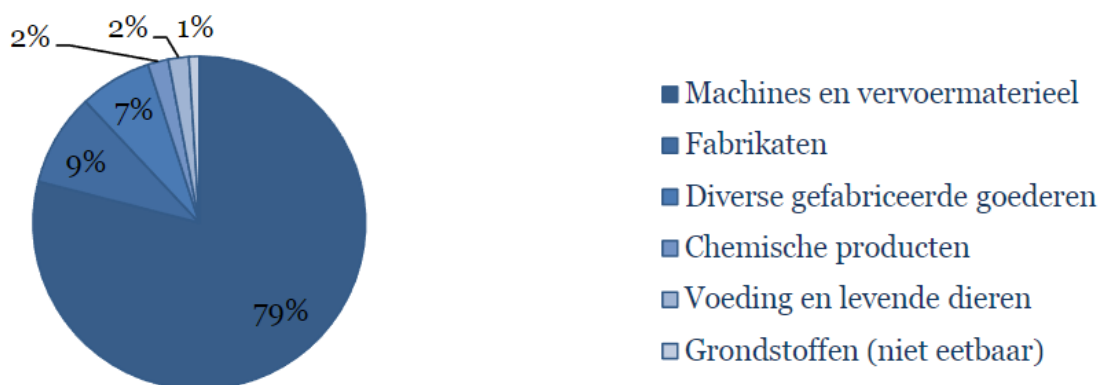 2% 2% 1%
7%
9%
79%
Machines en vervoermaterieel
Fabrikaten
Diverse gefabriceerde goederen
Chemische producten
Voeding en levende dieren
Grondstoffen (niet eetbaar)